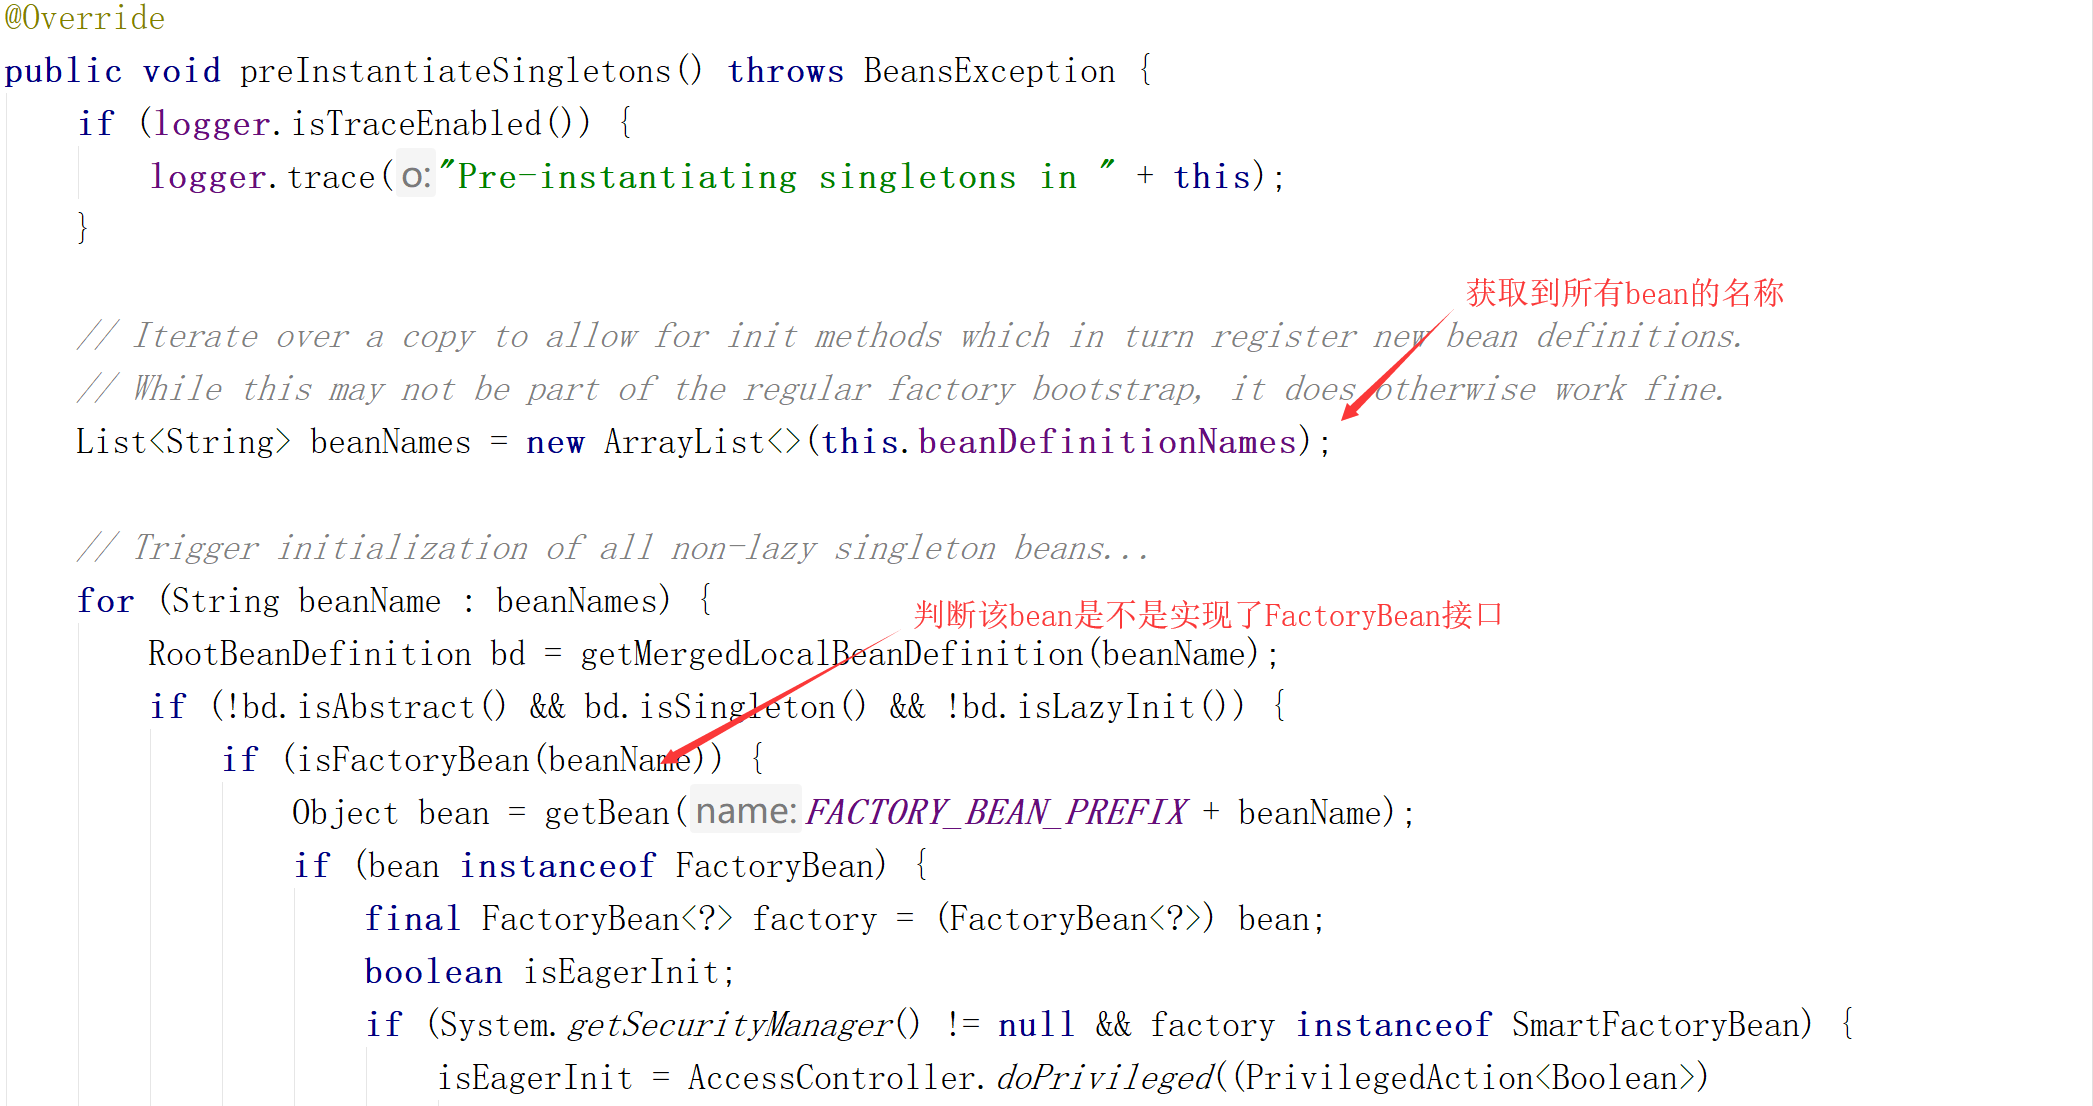 @Override
public void preInstantiateSingletons() throws BeansException {
if (logger.isTraceEnabled()) {
logger.trace(o:"Pre-instantiating singletons in " + this);
}
获取到所有bean的名称
// Iterate over a copy to allow for init methods which in turn register new bean definitions.
// While this may not be part of the regular factory bootstrap, it does otherwise work fine.
List<String> beanNames = new ArrayList<>(this.beanDefinitionNames);
// Trigger initialization of all non-lazy singleton beans...
for (String beanName : beanNames) {
判断该bean是不是实现了FactoryBean接口
RootBeanDefinition bd = getMergedLocalBeanDefinition(beanName);
if (!bd.isAbstract() && bd.isSingleton() && !bd.isLazyInit()) {
if (isFactoryBean(beanName)) {
Object bean = getBean(name:FACTORY_BEAN_PREFIX + beanName);
if (bean instanceof FactoryBean) {
final FactoryBean<?> factory = (FactoryBean<?>) bean;
boolean isEagerInit;
if (System.getSecurityManager() != null && factory instanceof SmartFactoryBean) {
isEagerInit = AccessController.doPrivileged((PrivilegedAction<Boolean>)